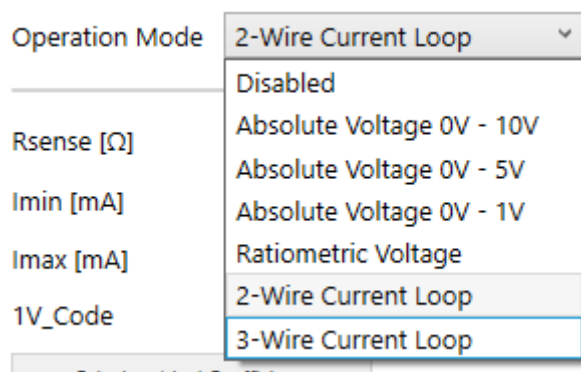 Operation Mode 2-Wire Current Loop
Disabled
Absolute Voltage 0V - 10V
Rsense [Ω]
Absolute Voltage 0V - 5V
Imin [mA]
Absolute Voltage 0V - 1V
Imax [mA]
Ratiometric Voltage
2-Wire Current Loop
1V_Code
3-Wire Current Loop